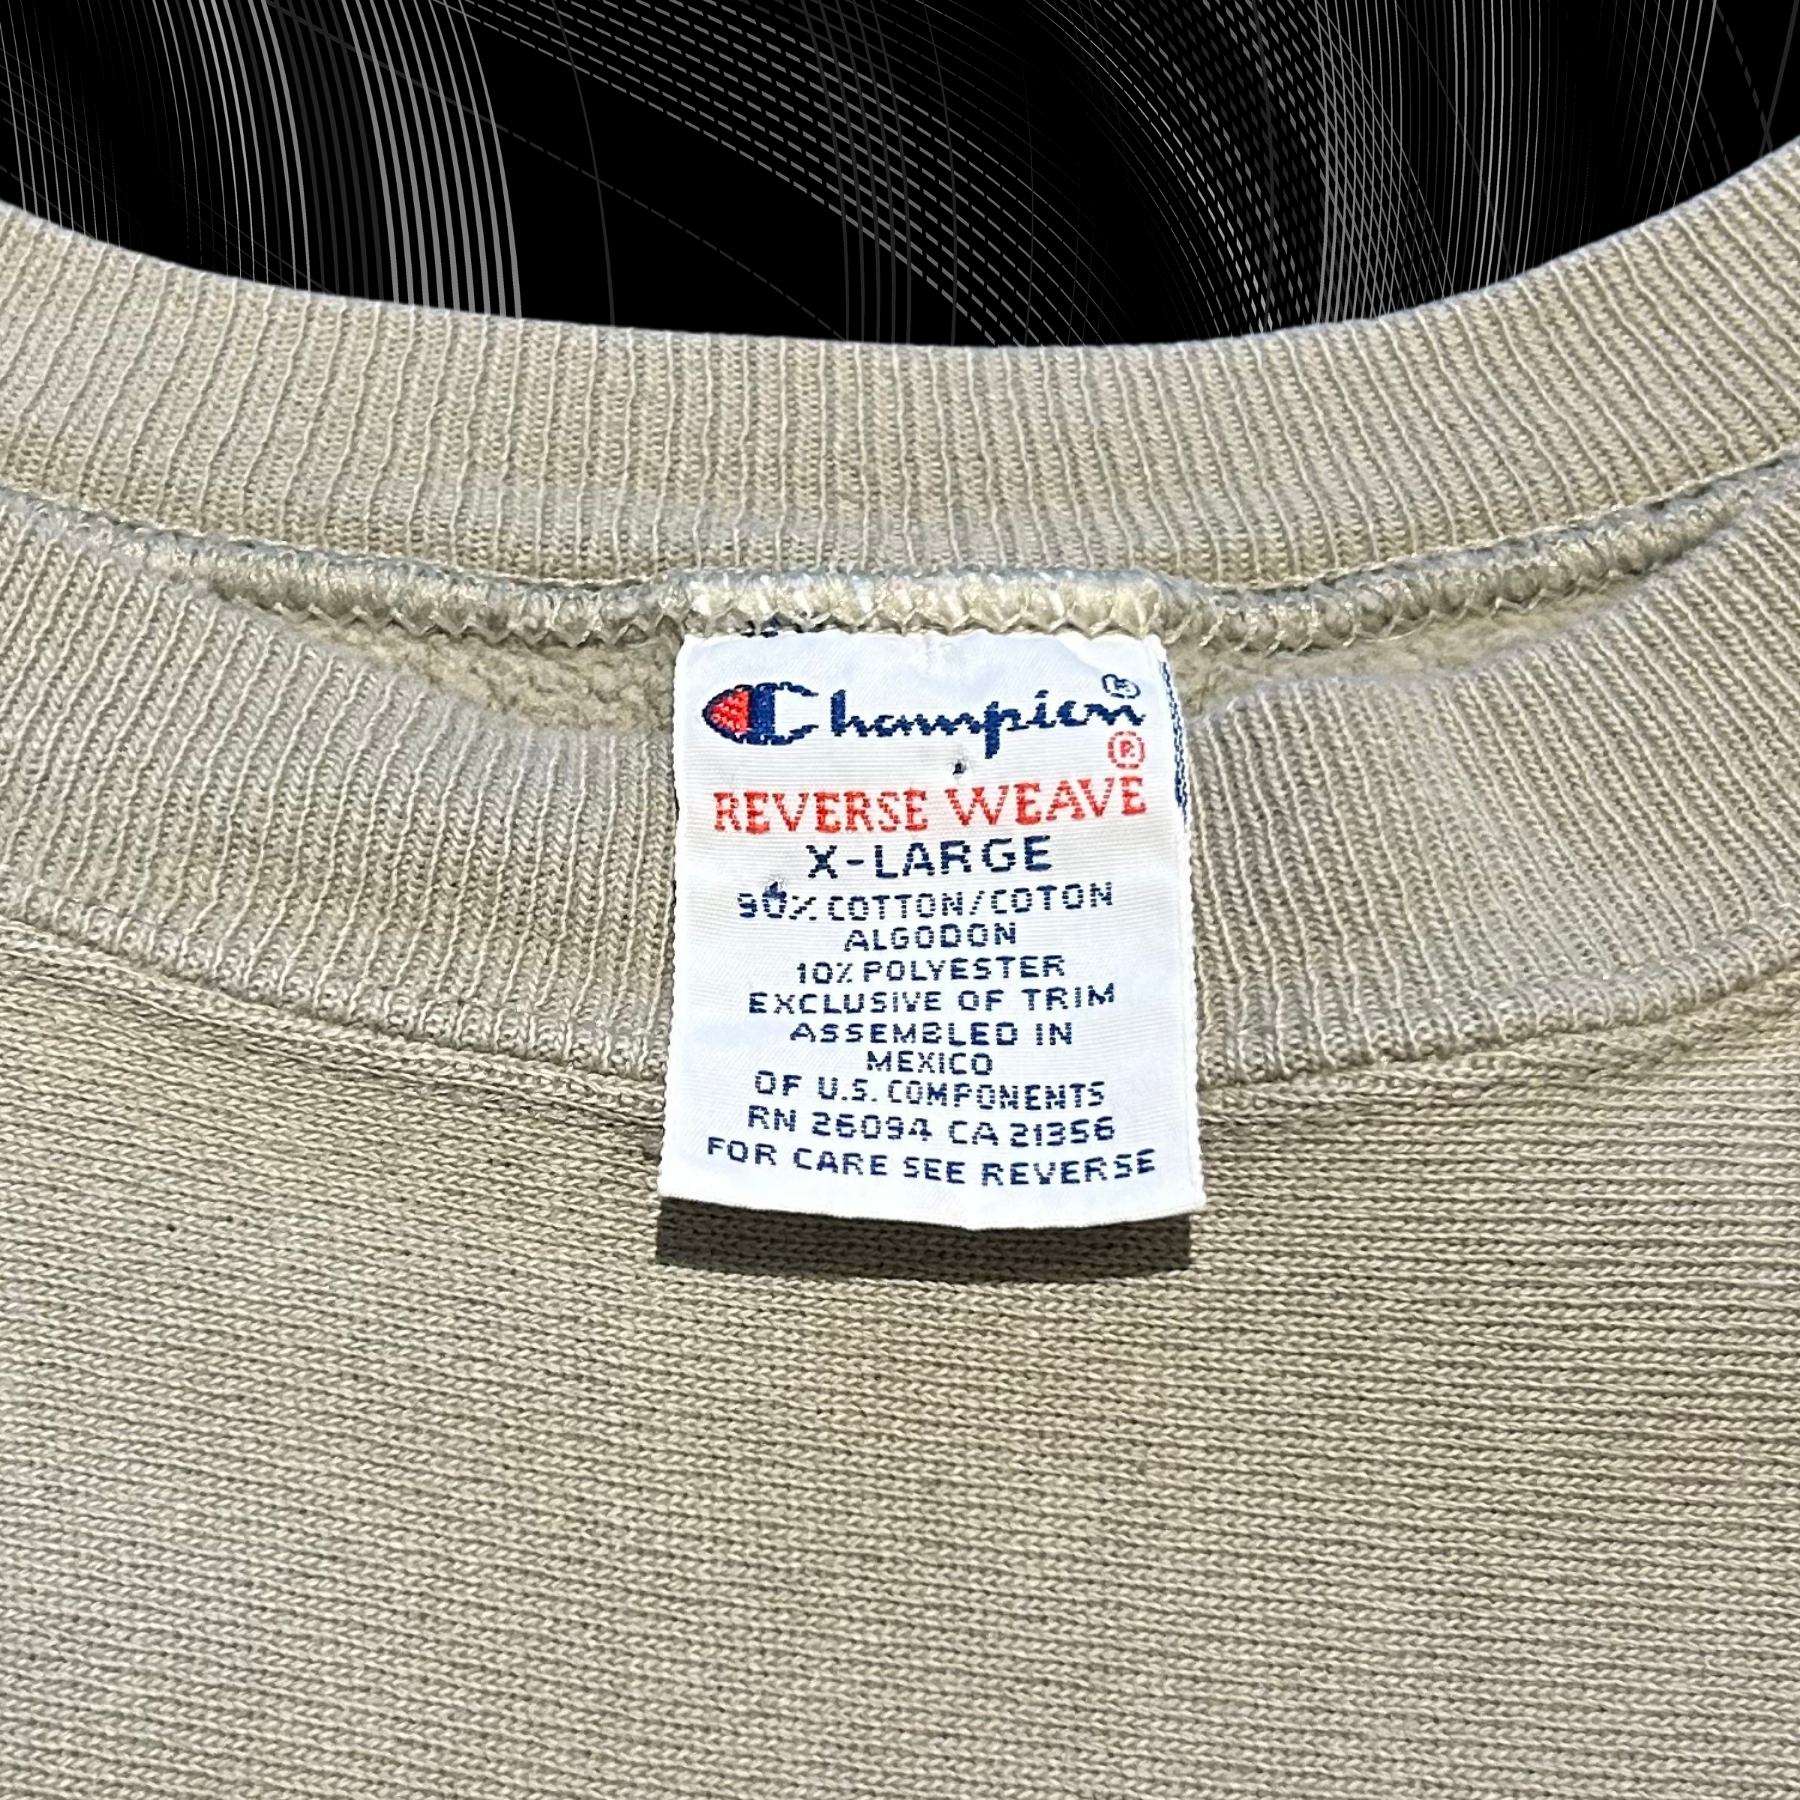 Champion®
®
REVERSE WEAVE
X-LARGE
90% COTTON/COTON
ALGODON
10% POLYESTER
EXCLUSIVE OF TRIM
ASSEMBLED IN
MEXICO
OF U.S. COMPONENTS
RN 26094 CA 21356
FOR CARE SEE REVERSE